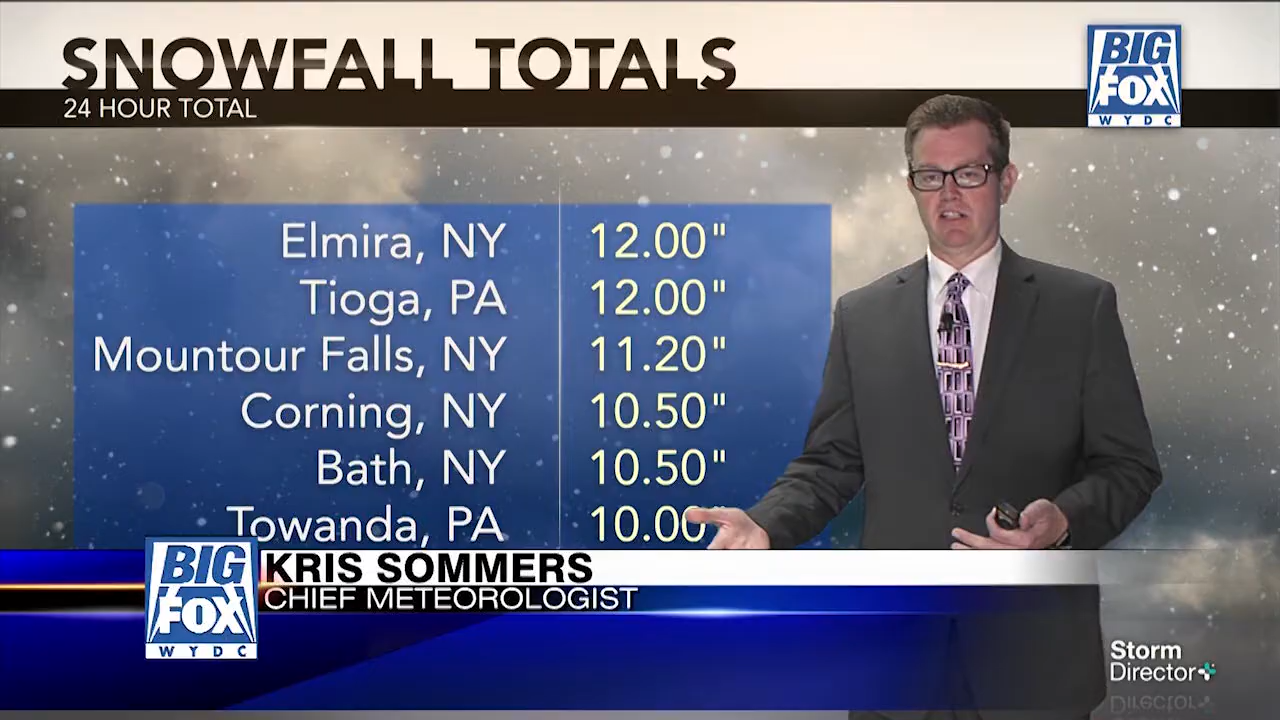 SNOWFALL TOTALS
24 HOUR TOTAL
BIG
FOX
WYDC
Elmira, NY 12.00"
Tioga, PA 12.00"
Mountour Falls, NY 11.20"
Corning, NY 10.50"
Bath, NY 10.50"
Towanda, PA 10.00"
BIG
FOX
WYDC
KRIS SOMMERS
CHIEF METEOROLOGIST
Storm
Director